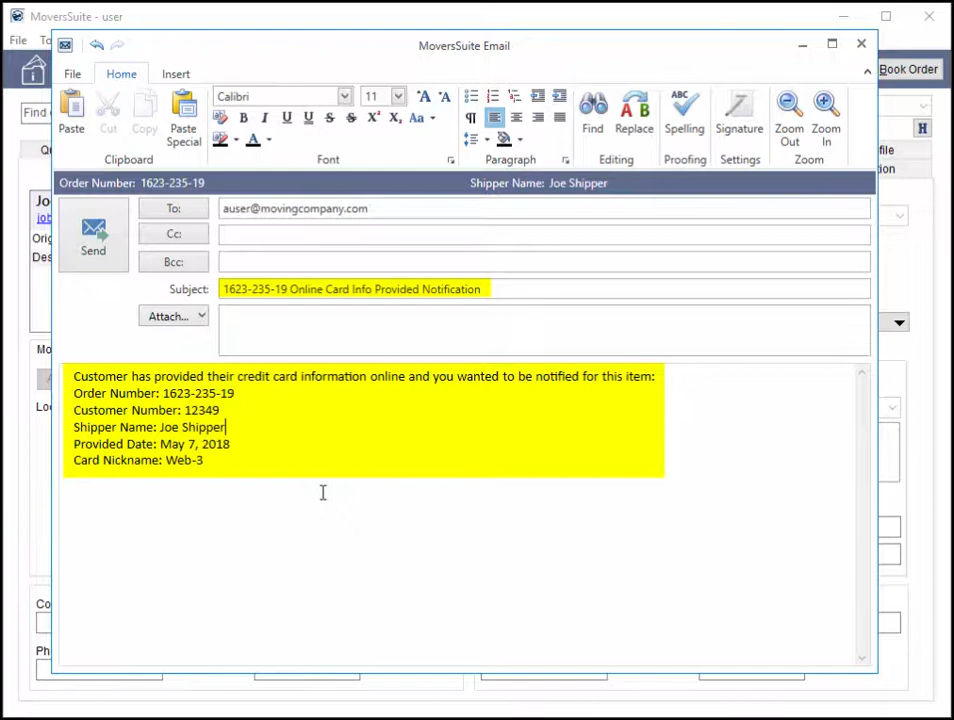 MoversSuite - user
File
MoversSuite Email
File
Home
Insert
Book Order
Calibri
11
Paste
Cut
Copy
Paste Special
B I U U S S X² X₂ Aa
A
¶
Find
Replace
ABC
Spelling
Signature
Zoom Out
Zoom In
Clipboard
Font
Paragraph
Editing
Proofing
Settings
Zoom
Find
H
Order Number: 1623-235-19
Shipper Name: Joe Shipper
To:
auser@movingcompany.com
Cc:
Bcc:
Send
Subject:
1623-235-19 Online Card Info Provided Notification
Attach...
Customer has provided their credit card information online and you wanted to be notified for this item:
Order Number: 1623-235-19
Customer Number: 12349
Shipper Name: Joe Shipper
Provided Date: May 7, 2018
Card Nickname: Web-3